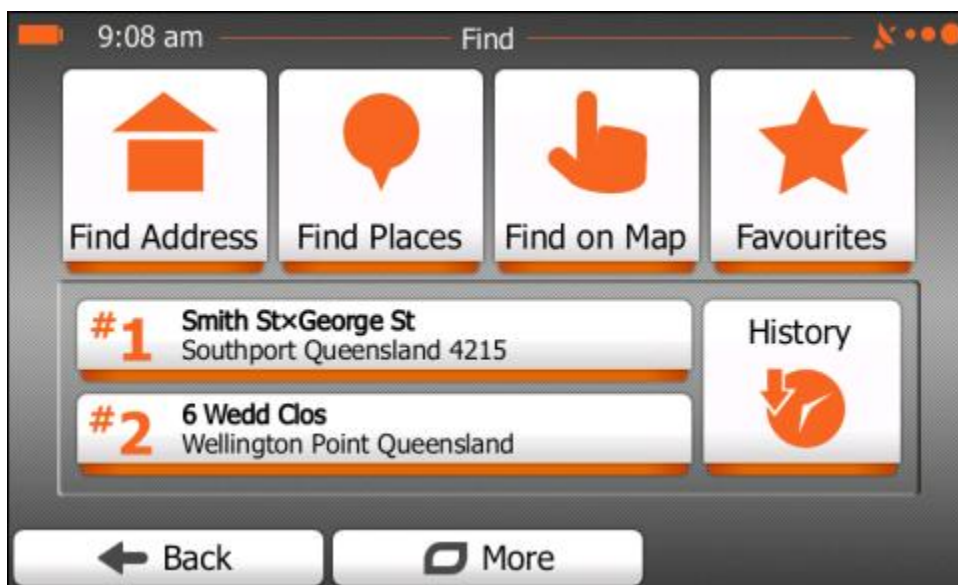 9:08 am
Find
Find Address
Find Places
Find on Map
Favourites
#1
Smith St×George St
Southport Queensland 4215
#2
6 Wedd Clos
Wellington Point Queensland
History
Back
More